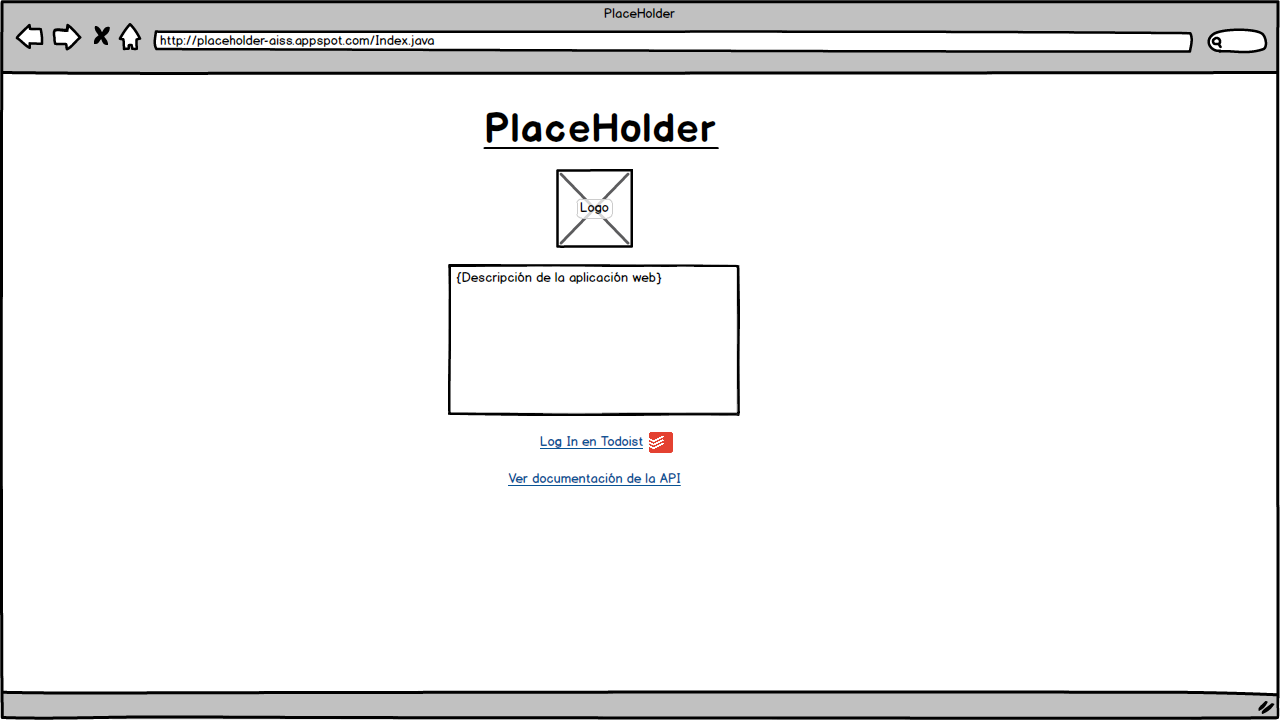 PlaceHolder
http://placeholder-aiss.appspot.com/Index.java
PlaceHolder
Logo
{Descripción de la aplicación web}
Log In en Todoist
Ver documentación de la API